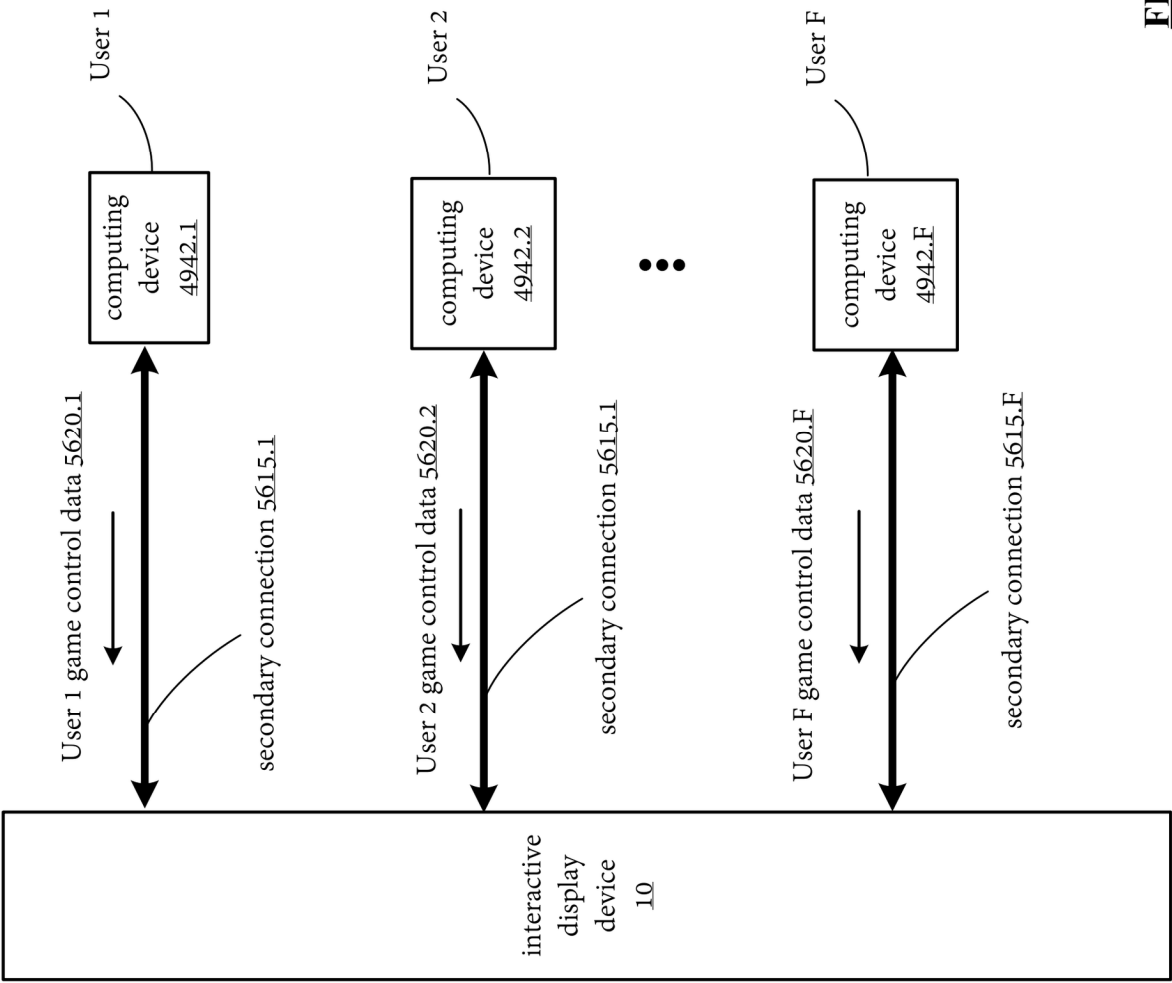 User 1
computing
device
4942.1
User 1 game control data 5620.1
secondary connection 5615.1
User 2
computing
device
4942.2
User 2 game control data 5620.2
secondary connection 5615.1
User F
computing
device
4942.F
User F game control data 5620.F
secondary connection 5615.F
interactive
display
device
10